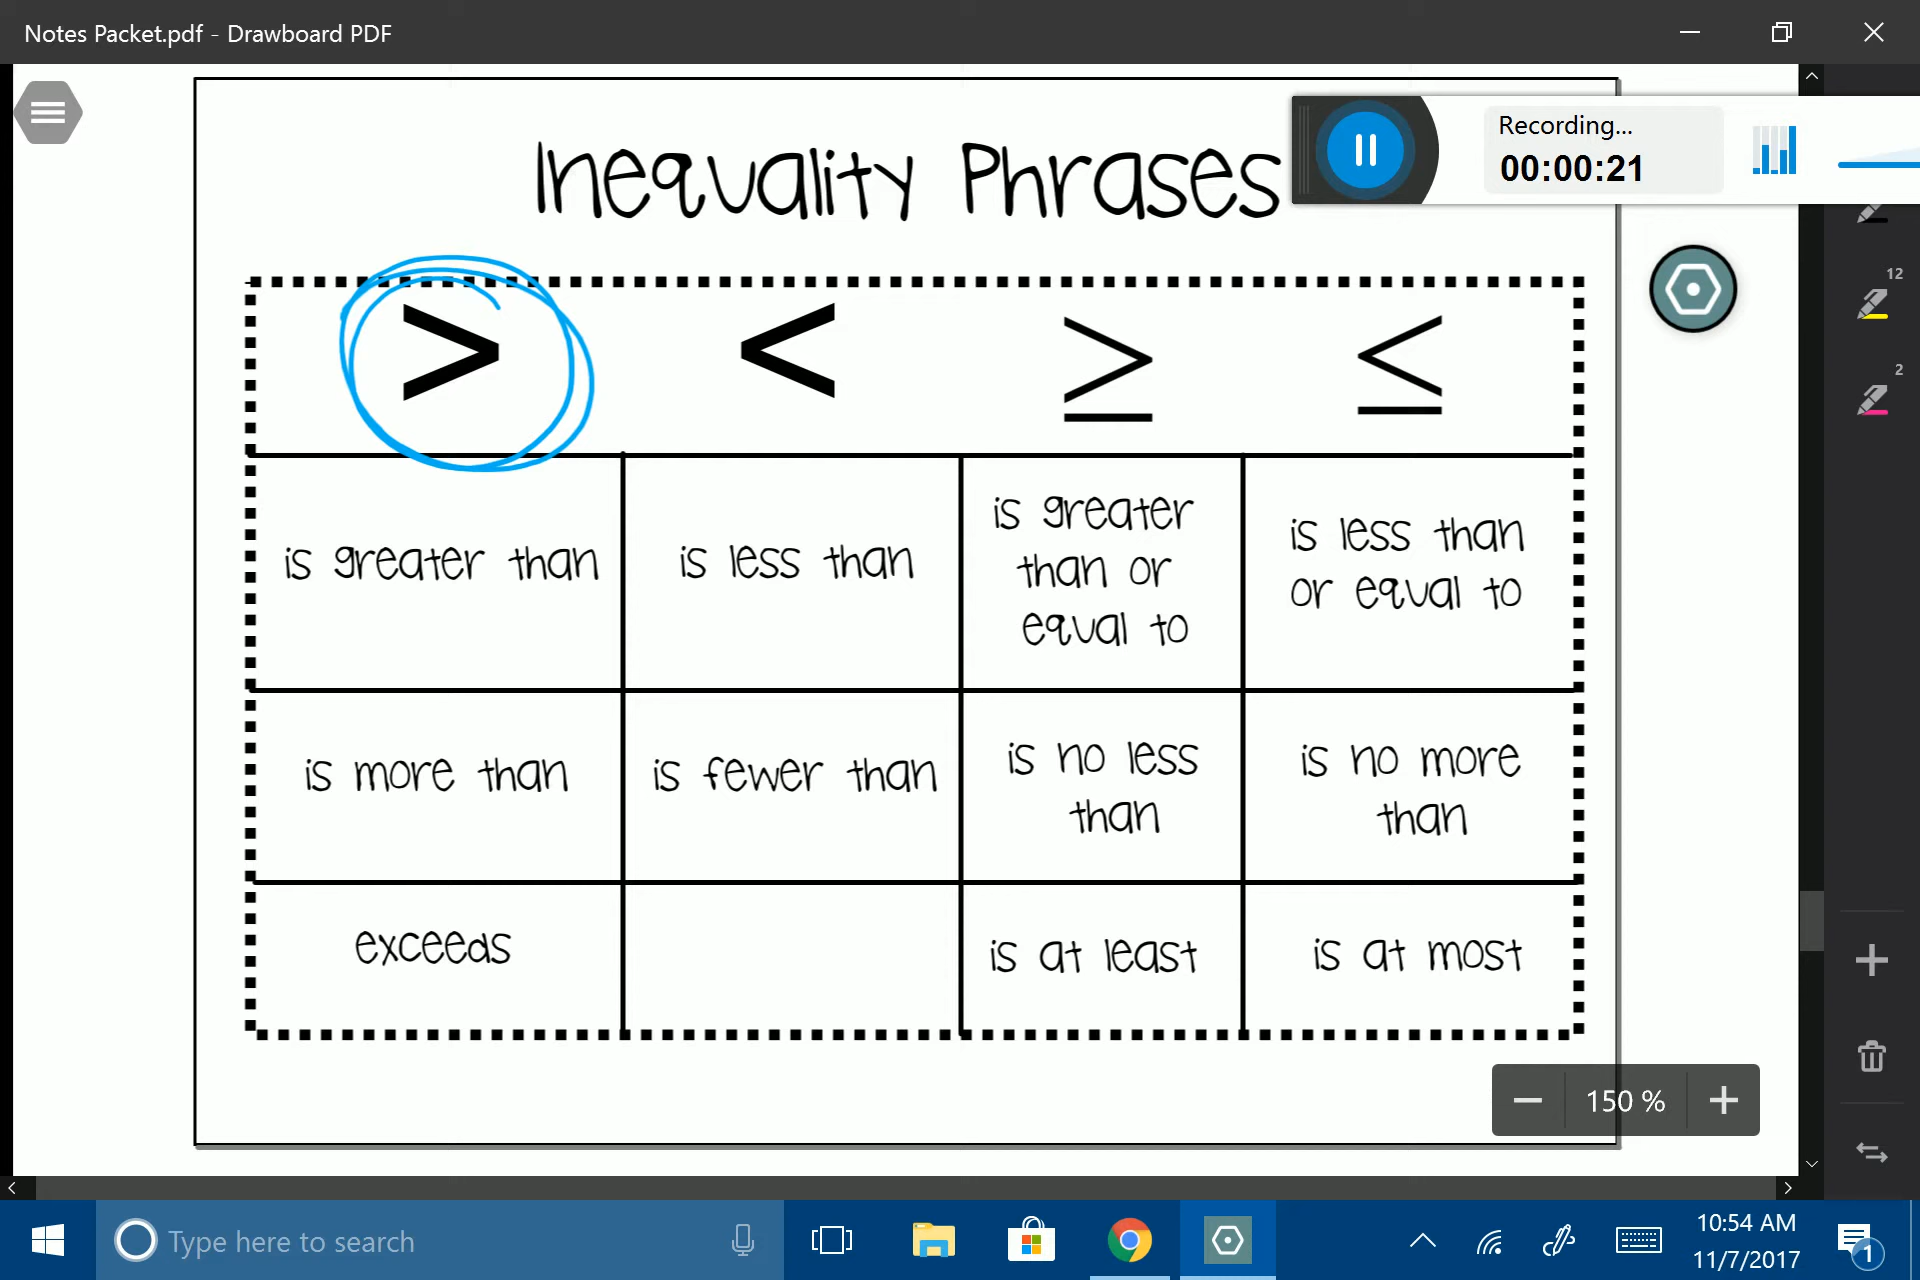 Notes Packet.pdf - Drawboard PDF
Recording...
00:00:21
Inequality Phrases
12
2
> < ≥ ≤
is greater than
is less than
is greater
than or
equal to
is less than
or equal to
is more than
is fewer than
is no less
than
is no more
than
exceeds
is at least
is at most
150 %
Type here to search
10:54 AM
11/7/2017
1